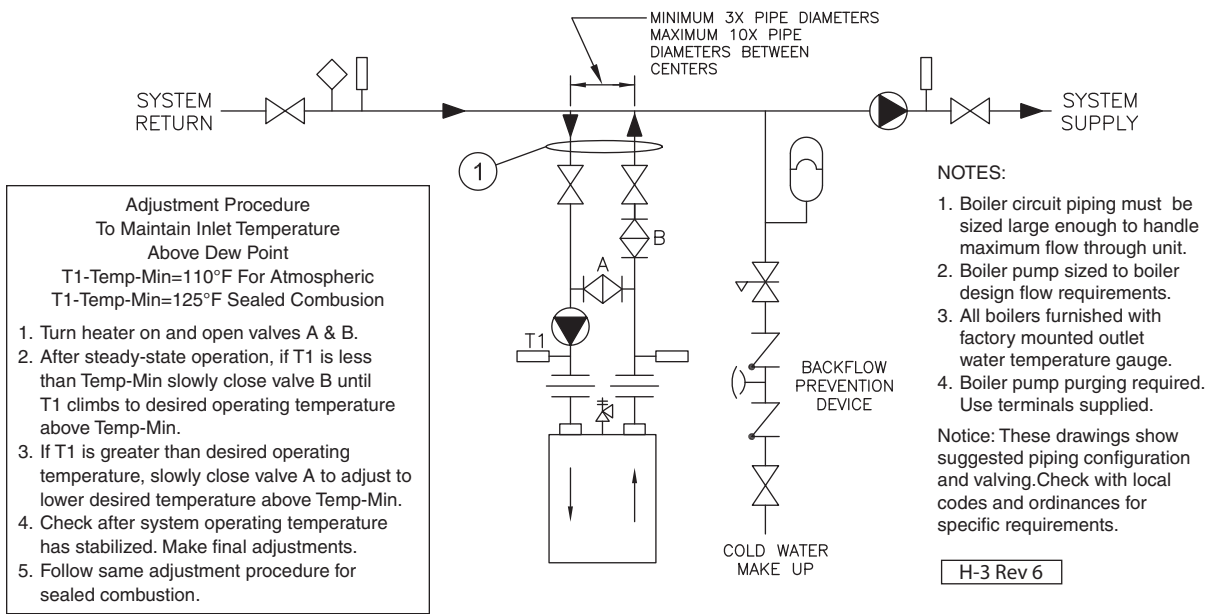 MINIMUM 3X PIPE DIAMETERS
MAXIMUM 10X PIPE
DIAMETERS BETWEEN
CENTERS
SYSTEM
RETURN
SYSTEM
SUPPLY
1
Adjustment Procedure
To Maintain Inlet Temperature
Above Dew Point
T1-Temp-Min=110°F For Atmospheric
T1-Temp-Min=125°F Sealed Combusion
1. Turn heater on and open valves A & B.
2. After steady-state operation, if T1 is less
than Temp-Min slowly close valve B until
T1 climbs to desired operating temperature
above Temp-Min.
3. If T1 is greater than desired operating
temperature, slowly close valve A to adjust to
lower desired temperature above Temp-Min.
4. Check after system operating temperature
has stabilized. Make final adjustments.
5. Follow same adjustment procedure for
sealed combustion.
B
A
T1
BACKFLOW
PREVENTION
DEVICE
COLD WATER
MAKE UP
NOTES:
1. Boiler circuit piping must be
sized large enough to handle
maximum flow through unit.
2. Boiler pump sized to boiler
design flow requirements.
3. All boilers furnished with
factory mounted outlet
water temperature gauge.
4. Boiler pump purging required.
Use terminals supplied.
Notice: These drawings show
suggested piping configuration
and valving.Check with local
codes and ordinances for
specific requirements.
H-3 Rev 6